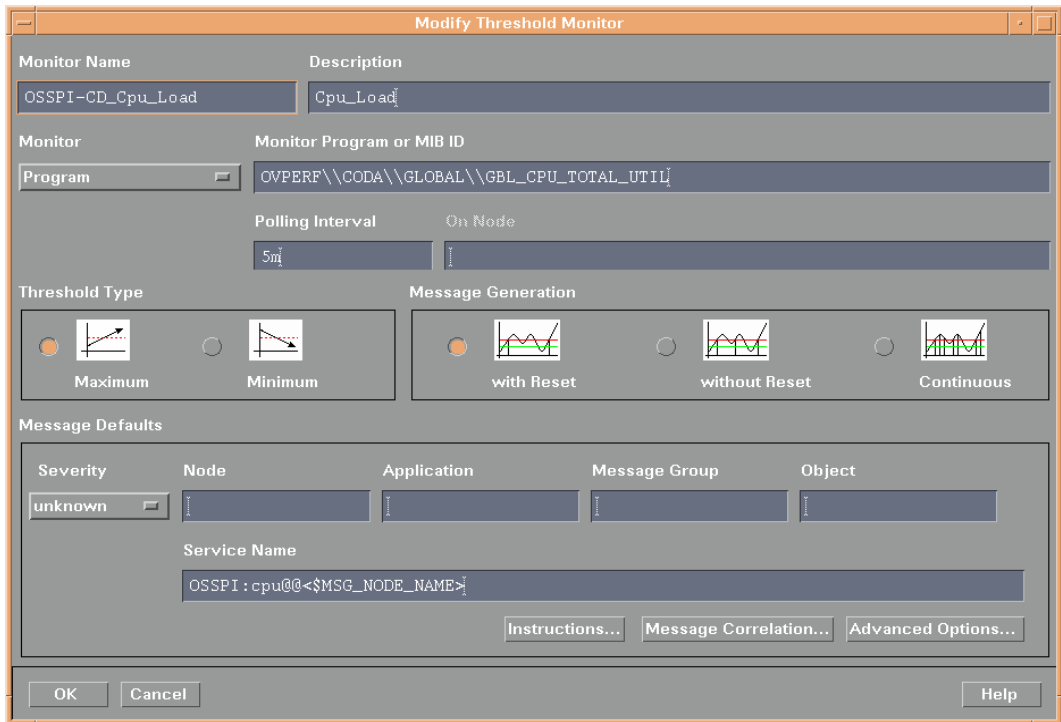 Modify Threshold Monitor
Monitor Name Description
OSSPI-CD_Cpu_Load Cpu_Load
Monitor Monitor Program or MIB ID
Program OVPERF\\CODA\\GLOBAL\\GBL_CPU_TOTAL_UTIL
Polling Interval On Node
5m
Threshold Type Message Generation
Maximum Minimum with Reset without Reset Continuous
Message Defaults
Severity Node Application Message Group Object
unknown
Service Name
OSSPI:cpu@@<$MSG_NODE_NAME>
Instructions... Message Correlation... Advanced Options...
OK Cancel Help